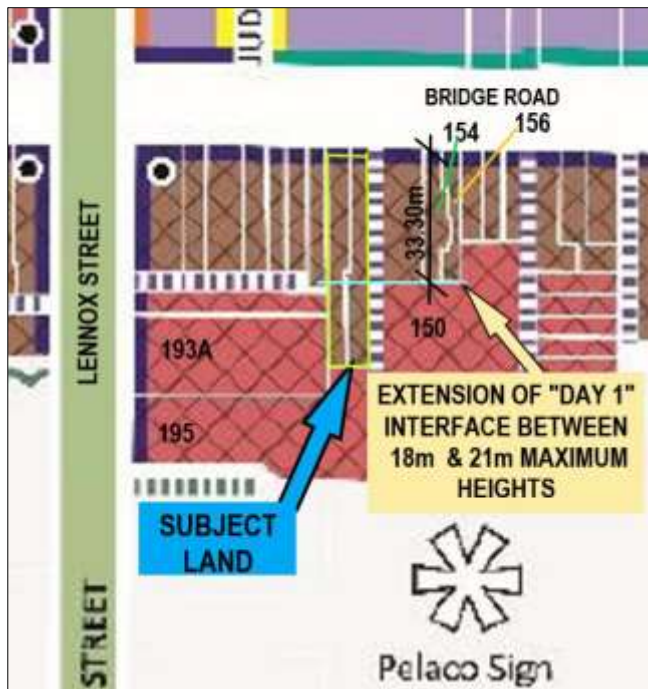 JUD
BRIDGE ROAD
154
156
33.30m
LENNOX STREET
150
193A
195
EXTENSION OF "DAY 1"
INTERFACE BETWEEN
18m & 21m MAXIMUM
HEIGHTS
SUBJECT
LAND
STREET
Pelaco Sign